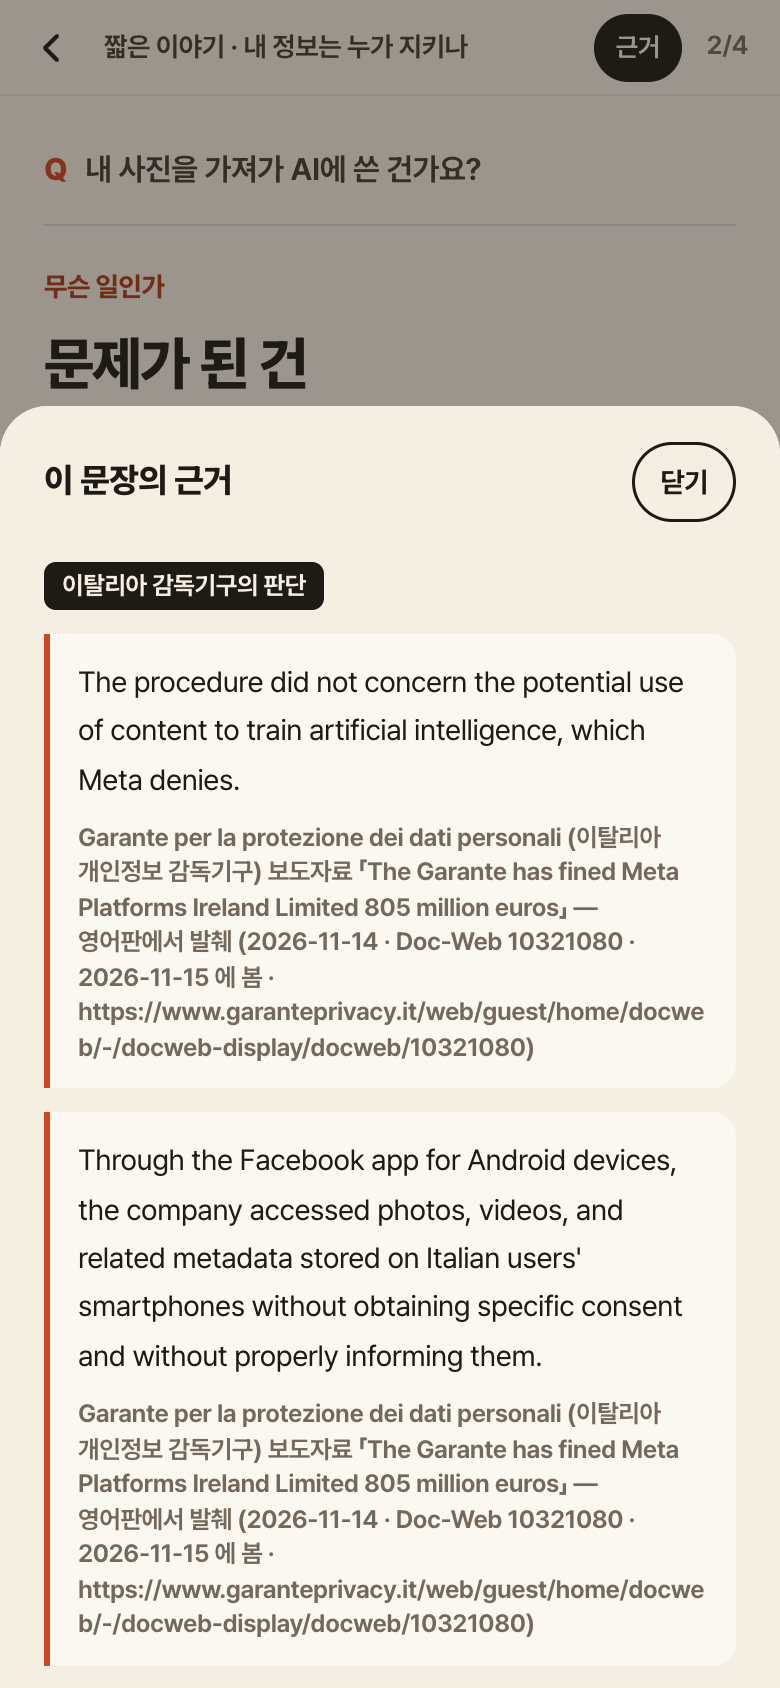 짧은 이야기 · 내 정보는 누가 지키나
근거
2/4
Q 내 사진을 가져가 AI에 쓴 건가요?
무슨 일인가
문제가 된 건
이 문장의 근거
닫기
이탈리아 감독기구의 판단
The procedure did not concern the potential use
of content to train artificial intelligence, which
Meta denies.
Garante per la protezione dei dati personali (이탈리아
개인정보 감독기구) 보도자료 「The Garante has fined Meta
Platforms Ireland Limited 805 million euros」 —
영어판에서 발췌 (2026-11-14 · Doc-Web 10321080 ·
2026-11-15 에 봄 ·
https://www.garanteprivacy.it/web/guest/home/docwe
b/-/docweb-display/docweb/10321080)
Through the Facebook app for Android devices,
the company accessed photos, videos, and
related metadata stored on Italian users'
smartphones without obtaining specific consent
and without properly informing them.
Garante per la protezione dei dati personali (이탈리아
개인정보 감독기구) 보도자료 「The Garante has fined Meta
Platforms Ireland Limited 805 million euros」 —
영어판에서 발췌 (2026-11-14 · Doc-Web 10321080 ·
2026-11-15 에 봄 ·
https://www.garanteprivacy.it/web/guest/home/docwe
b/-/docweb-display/docweb/10321080)